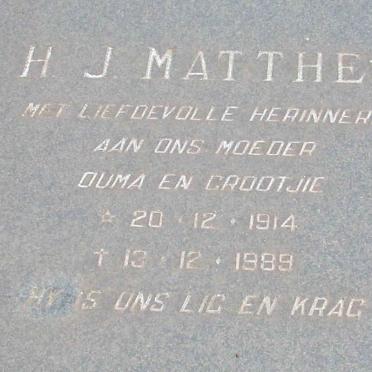 H J MATTHE
MET LIEFDEVOLLE HERINNER
AAN ONS MOEDER
OUMA EN GROOTJIE
☆ 20 · 12 · 1914
† 13 · 12 · 1989
HY IS ONS LIG EN KRAG